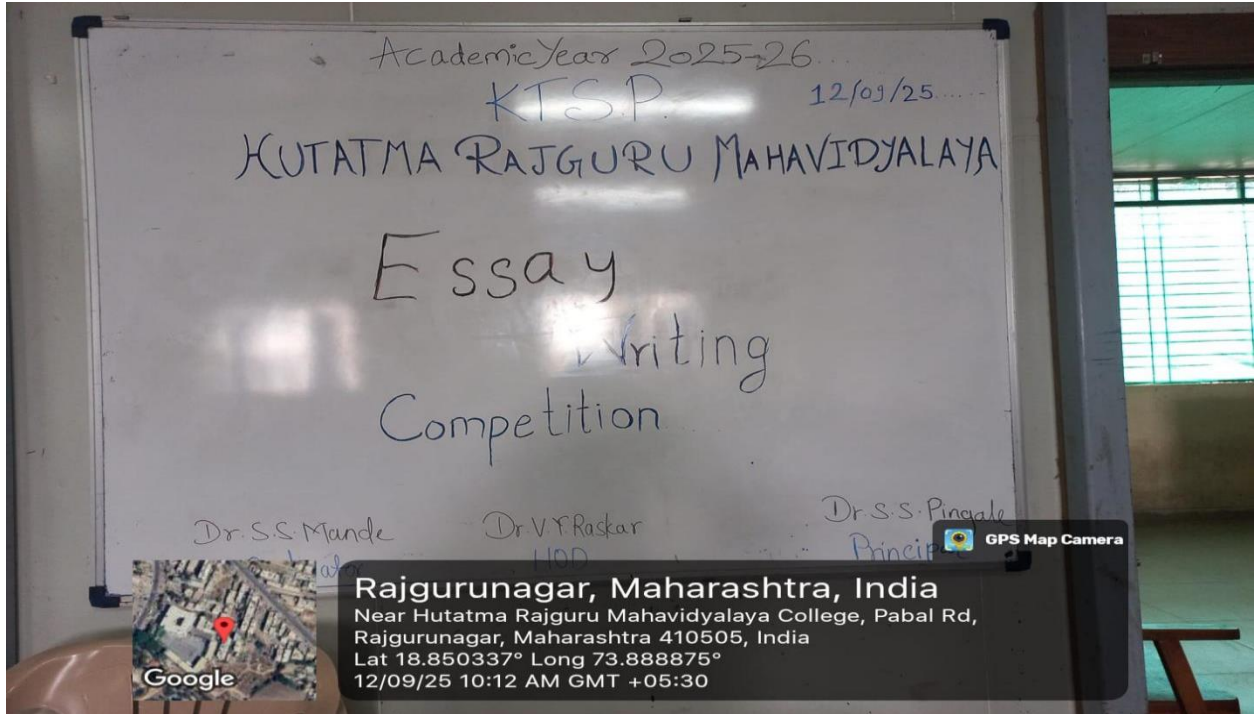 Academic Year 2025-26...
K T S P.
12/09/25......
HUTATMA RAJGURU MAHAVIDYALAYA
Essay
Writing
Competition
Dr. S. S. Mande
Dr. V. Y. Raskar
Dr. S. S. Pingale
HOD
GPS Map Camera
Rajgurunagar, Maharashtra, India
Near Hutatma Rajguru Mahavidyalaya College, Pabal Rd,
Rajgurunagar, Maharashtra 410505, India
Lat 18.850337° Long 73.888875°
12/09/25 10:12 AM GMT +05:30
Google